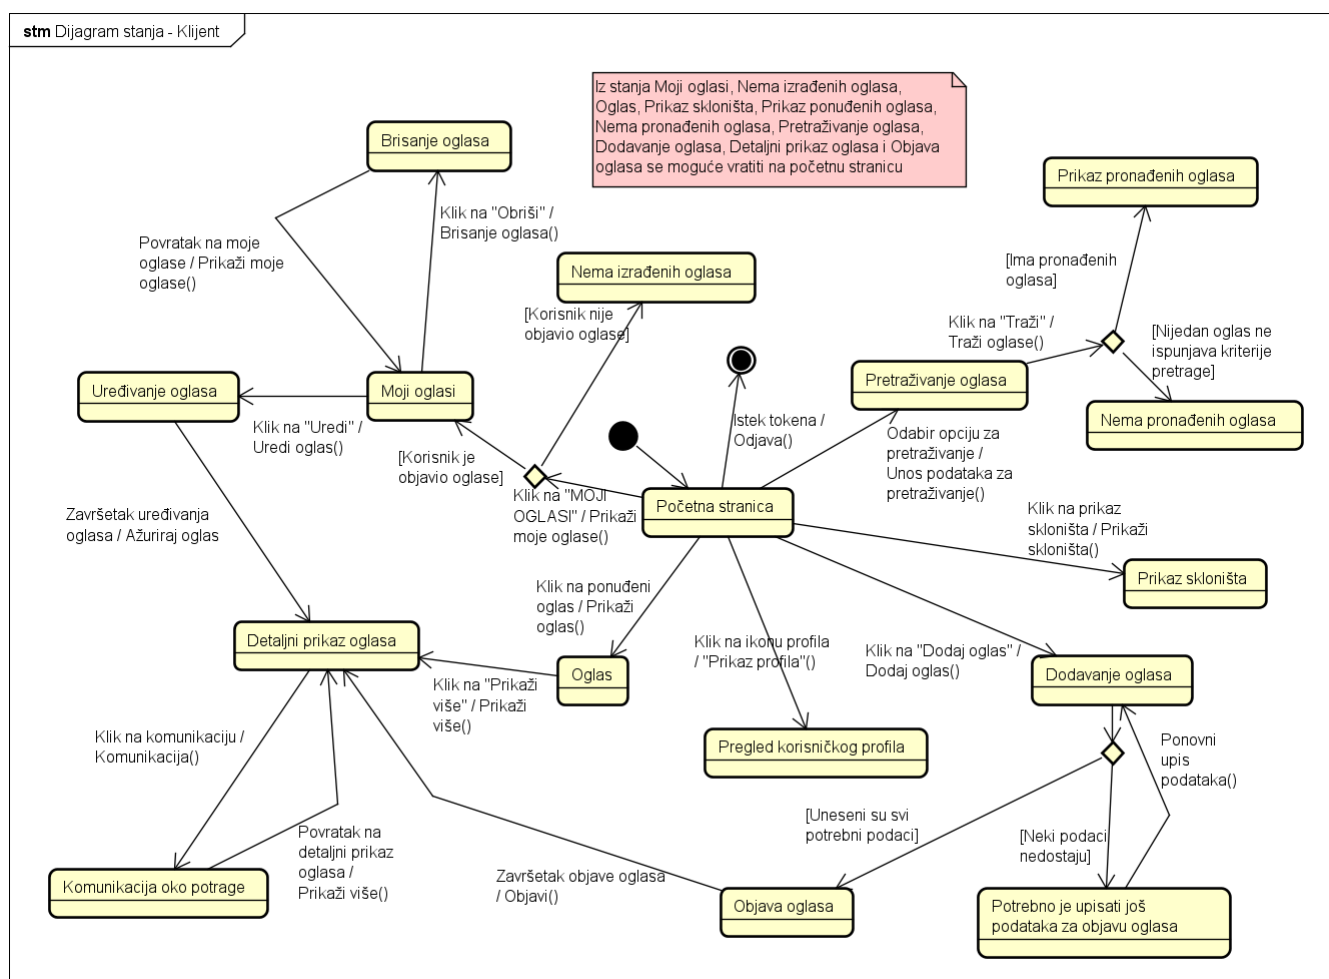 stm Dijagram stanja - Klijent
Iz stanja Moji oglasi, Nema izrađenih oglasa,
Oglas, Prikaz skloništa, Prikaz ponuđenih oglasa,
Nema pronađenih oglasa, Pretraživanje oglasa,
Dodavanje oglasa, Detaljni prikaz oglasa i Objava
oglasa se moguće vratiti na početnu stranicu
Brisanje oglasa
Prikaz pronađenih oglasa
Klik na "Obriši" /
Brisanje oglasa()
Povratak na moje
oglase / Prikaži moje
oglase()
Nema izrađenih oglasa
[Ima pronađenih
oglasa]
[Korisnik nije
objavio oglase]
Klik na "Traži" /
Traži oglase()
[Nijedan oglas ne
ispunjava kriterije
pretrage]
Uređivanje oglasa
Moji oglasi
Pretraživanje oglasa
Nema pronađenih oglasa
Klik na "Uredi" /
Uredi oglas()
Istek tokena /
Odjava()
Odabir opciju za
pretraživanje /
Unos podataka za
pretraživanje()
[Korisnik je
objavio oglase]
Klik na "MOJI
OGLASI" / Prikaži
moje oglase()
Početna stranica
Završetak uređivanja
oglasa / Ažuriraj oglas
Klik na prikaz
skloništa / Prikaži
skloništa()
Prikaz skloništa
Klik na ponuđeni
oglas / Prikaži
oglas()
Detaljni prikaz oglasa
Klik na ikonu profila
/ "Prikaz profila"()
Klik na "Dodaj oglas" /
Dodaj oglas()
Oglas
Dodavanje oglasa
Klik na "Prikaži
više" / Prikaži
više()
Klik na komunikaciju /
Komunikacija()
Pregled korisničkog profila
Ponovni
upis
podataka()
[Uneseni su svi
potrebni podaci]
Povratak na
detaljni prikaz
oglasa /
Prikaži više()
[Neki podaci
nedostaju]
Komunikacija oko potrage
Završetak objave oglasa
/ Objavi()
Objava oglasa
Potrebno je upisati još
podataka za objavu oglasa